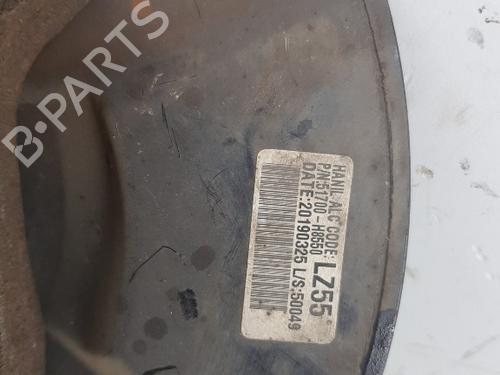 B-PARTS
HANIL ALC CODE:
LZ55
P/N:51700-H8550
DATE:20190325 L/S:50049